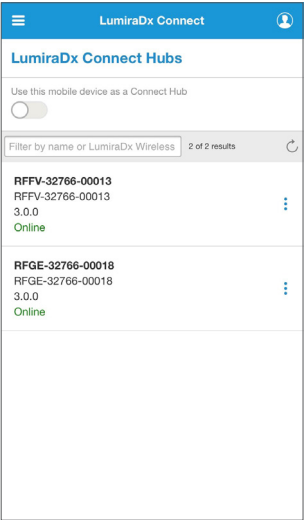 LumiraDx Connect
LumiraDx Connect Hubs
Use this mobile device as a Connect Hub
Filter by name or LumiraDx Wireless 2 of 2 results
RFFV-32766-00013
RFFV-32766-00013
3.0.0
Online
RFGE-32766-00018
RFGE-32766-00018
3.0.0
Online